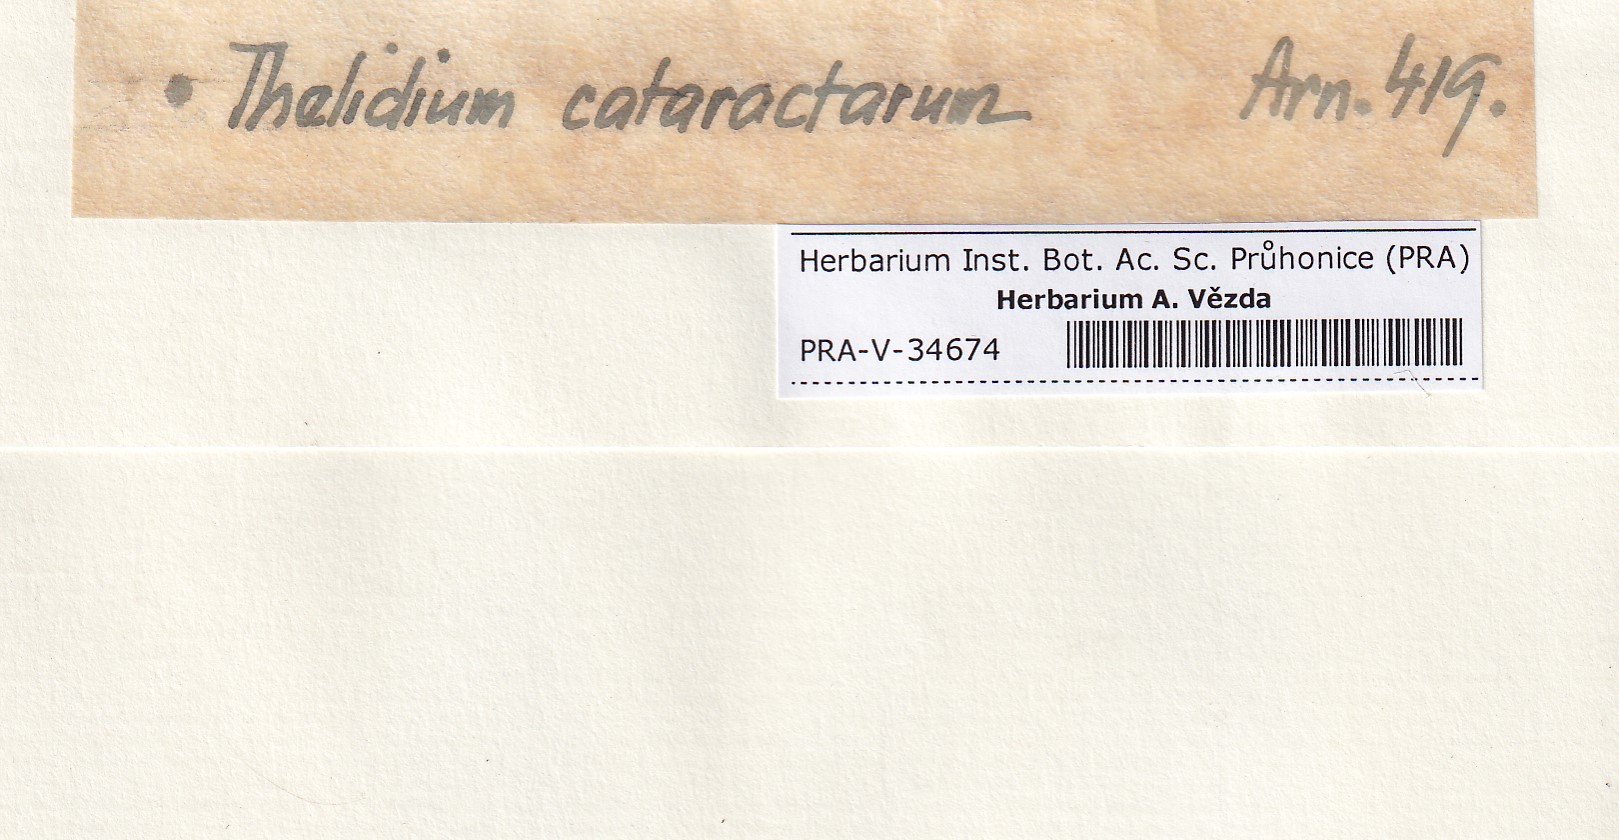 • Thelidium cataractarum Arn. 419.
Herbarium Inst. Bot. Ac. Sc. Průhonice (PRA)
Herbarium A. Vězda
PRA-V-34674